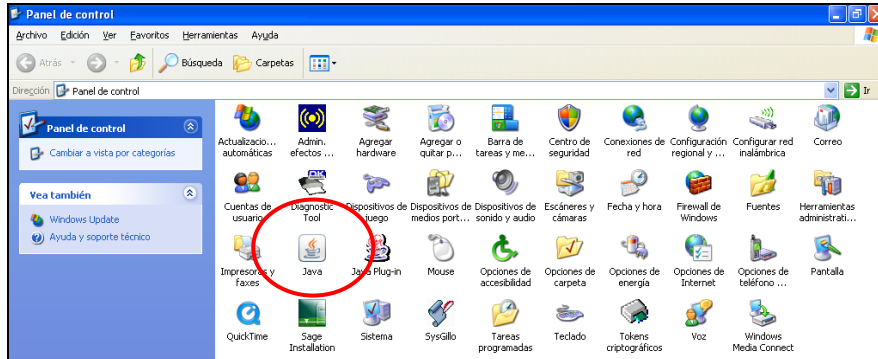 Panel de control
Archivo Edición Ver Favoritos Herramientas Ayuda
Atrás Búsqueda Carpetas
Dirección Panel de control Ir
Panel de control
Cambiar a vista por categorías
Vea también
Windows Update
Ayuda y soporte técnico
Actualizacio... automáticas
Admin. efectos ...
Agregar hardware
Agregar o quitar p...
Barra de tareas y me...
Centro de seguridad
Conexiones de red
Configuración regional y ...
Configurar red inalámbrica
Correo
Cuentas de usuario
Diagnostic Tool
Dispositivos de juego
Dispositivos de medios port...
Dispositivos de sonido y audio
Escáneres y cámaras
Fecha y hora
Firewall de Windows
Fuentes
Herramientas administrati...
Impresoras y faxes
Java
Java Plug-in
Mouse
Opciones de accesibilidad
Opciones de carpeta
Opciones de energía
Opciones de Internet
Opciones de teléfono ...
Pantalla
QuickTime
Sage Installation
Sistema
SysGillo
Tareas programadas
Teclado
Tokens criptográficos
Voz
Windows Media Connect